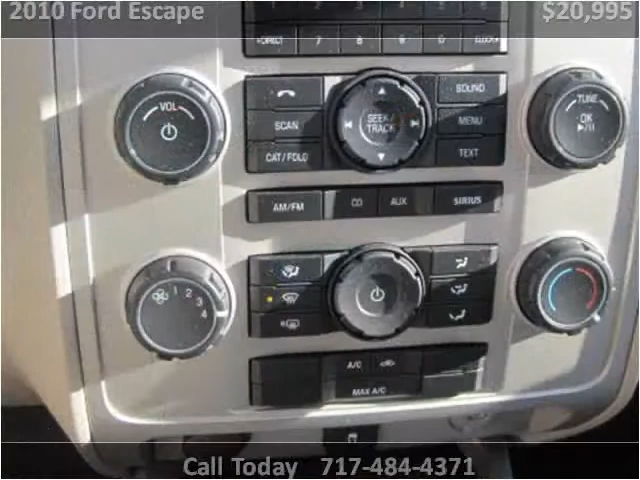 2010 Ford Escape $20,995
DIRECT 7 8 9 0 CLOCK
VOL SOUND TUNE
SEEK/ OK
SCAN TRACK MENU
CAT/FOLD TEXT
AM/FM CD AUX SIRIUS
1 2 3 4
A/C
MAX A/C
Call Today 717-484-4371